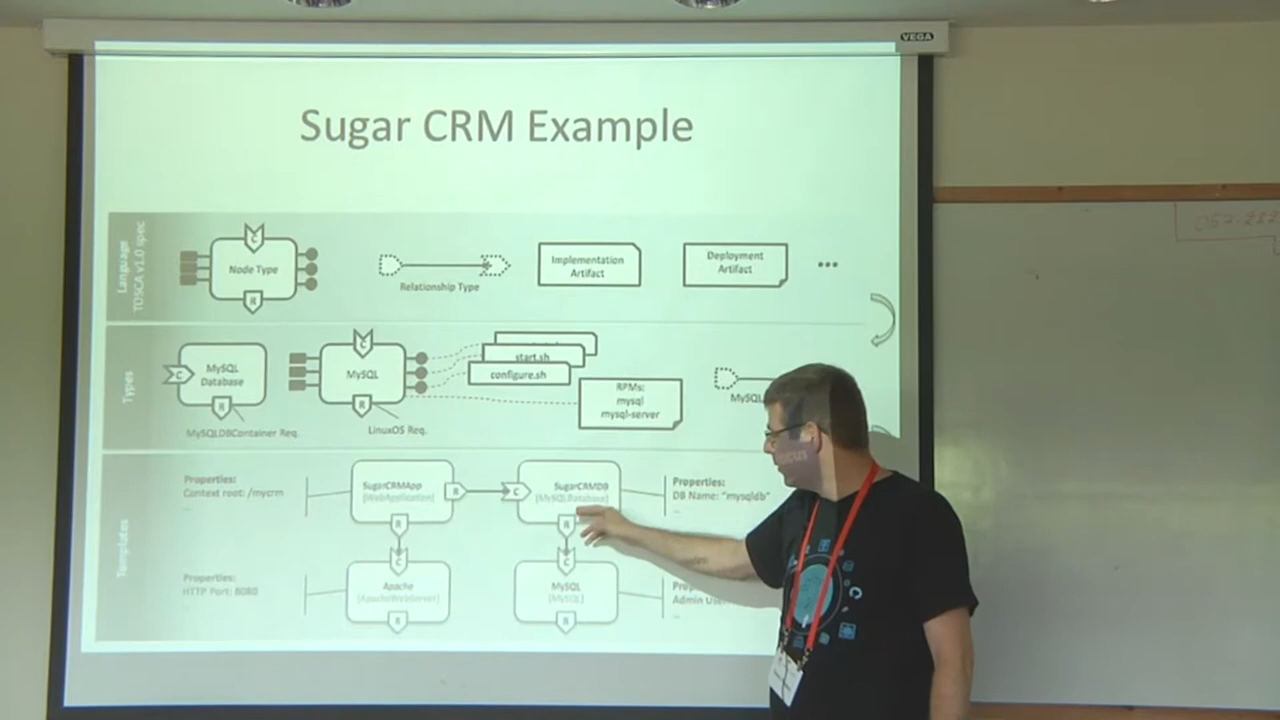 VEGA
Sugar CRM Example
Language
TOSCA v1.0 spec
C
Node Type
R
Relationship Type
Implementation
Artifact
Deployment
Artifact
...
Types
C
MySQL
Database
R
MySQLDBContainer Req.
C
MySQL
R
LinuxOS Req.
start.sh
configure.sh
RPMs:
mysql
mysql-server
MySQL
Templates
Properties:
Context root: /mycrm
...
SugarCRMApp
[WebApplication]
R
R
C
SugarCRMDB
[MySQLDatabase]
R
Properties:
DB Name: "mysqldb"
...
Properties:
HTTP Port: 8080
C
Apache
[ApacheWebServer]
R
C
MySQL
[MySQL]
R
Admin
...